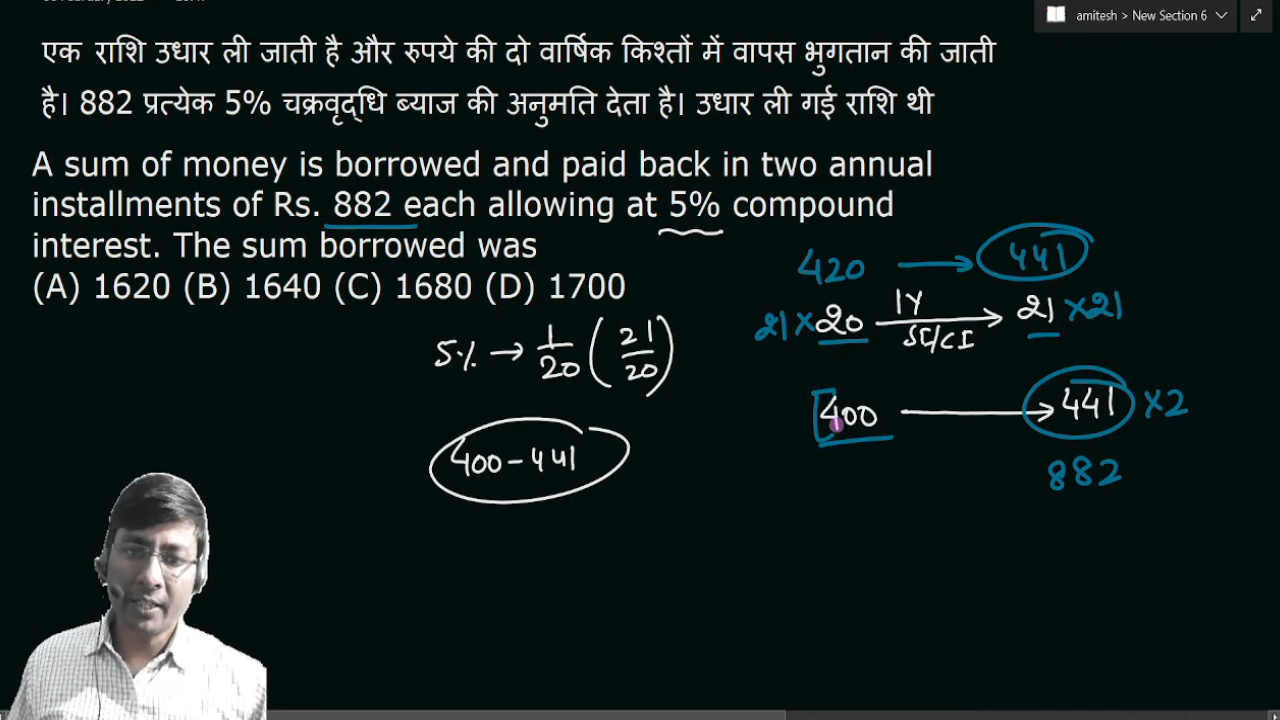 amitesh > New Section 6
एक राशि उधार ली जाती है और रुपये की दो वार्षिक किश्तों में वापस भुगतान की जाती
है। 882 प्रत्येक 5% चक्रवृद्धि ब्याज की अनुमति देता है। उधार ली गई राशि थी
A sum of money is borrowed and paid back in two annual
installments of Rs. 882 each allowing at 5% compound
interest. The sum borrowed was
(A) 1620 (B) 1640 (C) 1680 (D) 1700
420 → 441
21×20 1Y SI/CI → 21×21
5% → 1/20 (21/20)
400 → 441 ×2
400 - 441
882